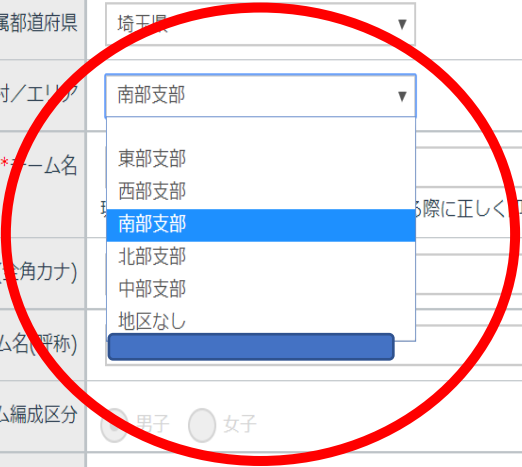 属都道府県
埼玉県
村／エリア
南部支部
東部支部
西部支部
*チーム名
南部支部
る際に正しく印
北部支部
(全角カナ)
中部支部
地区なし
ム名(呼称)
ム編成区分
男子
女子